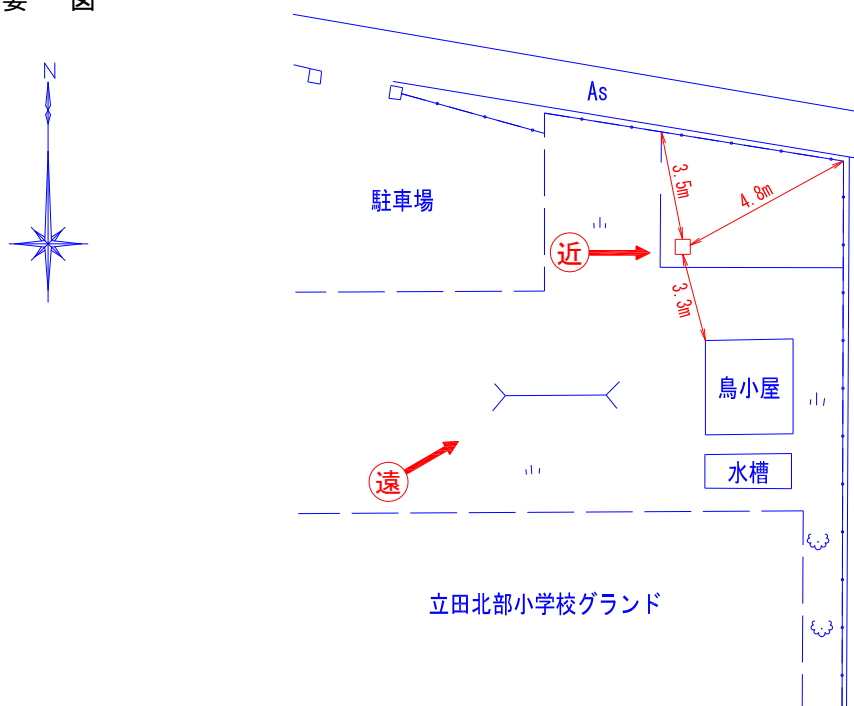 要 図
N
As
駐車場
3.5m
4.8m
近
3.3m
鳥小屋
遠
水槽
立田北部小学校グランド